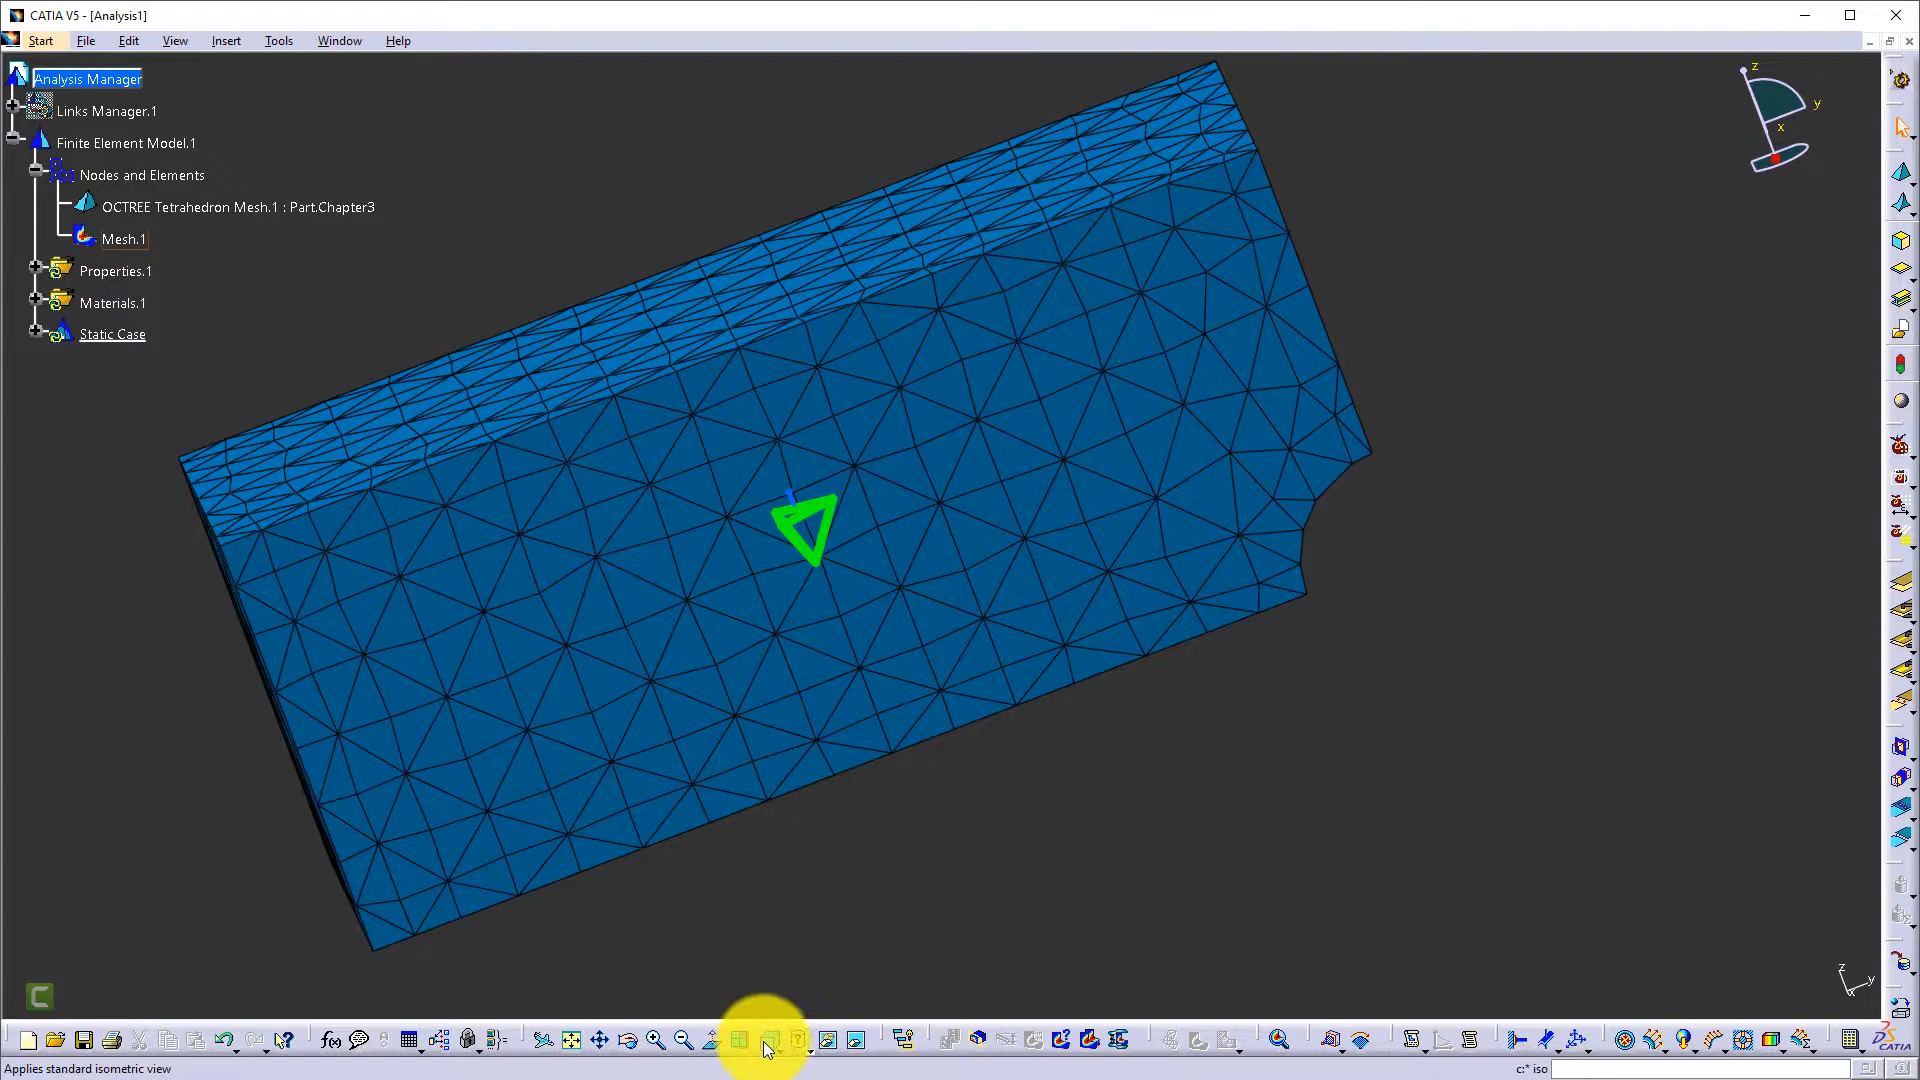 CATIA V5 - [Analysis1]
Start File Edit View Insert Tools Window Help
Analysis Manager
Links Manager.1
Finite Element Model.1
Nodes and Elements
OCTREE Tetrahedron Mesh.1 : Part.Chapter3
Mesh.1
Properties.1
Materials.1
Static Case
z
y
x
z
y
x
C
f(x)
CATIA
Applies standard isometric view
c:* iso